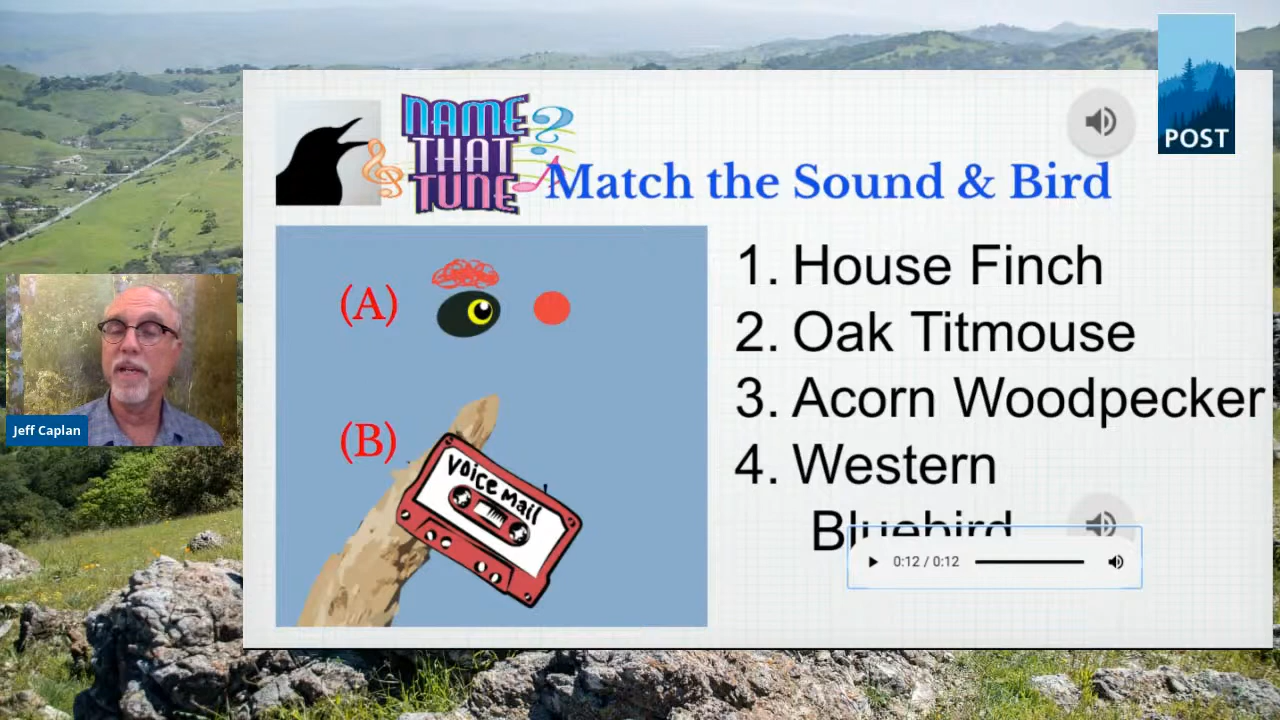 POST
NAME
THAT
TUNE
Match the Sound & Bird
(A)
1. House Finch
2. Oak Titmouse
3. Acorn Woodpecker
4. Western
Bluebird
(B)
voice mail
0:12 / 0:12
Jeff Caplan